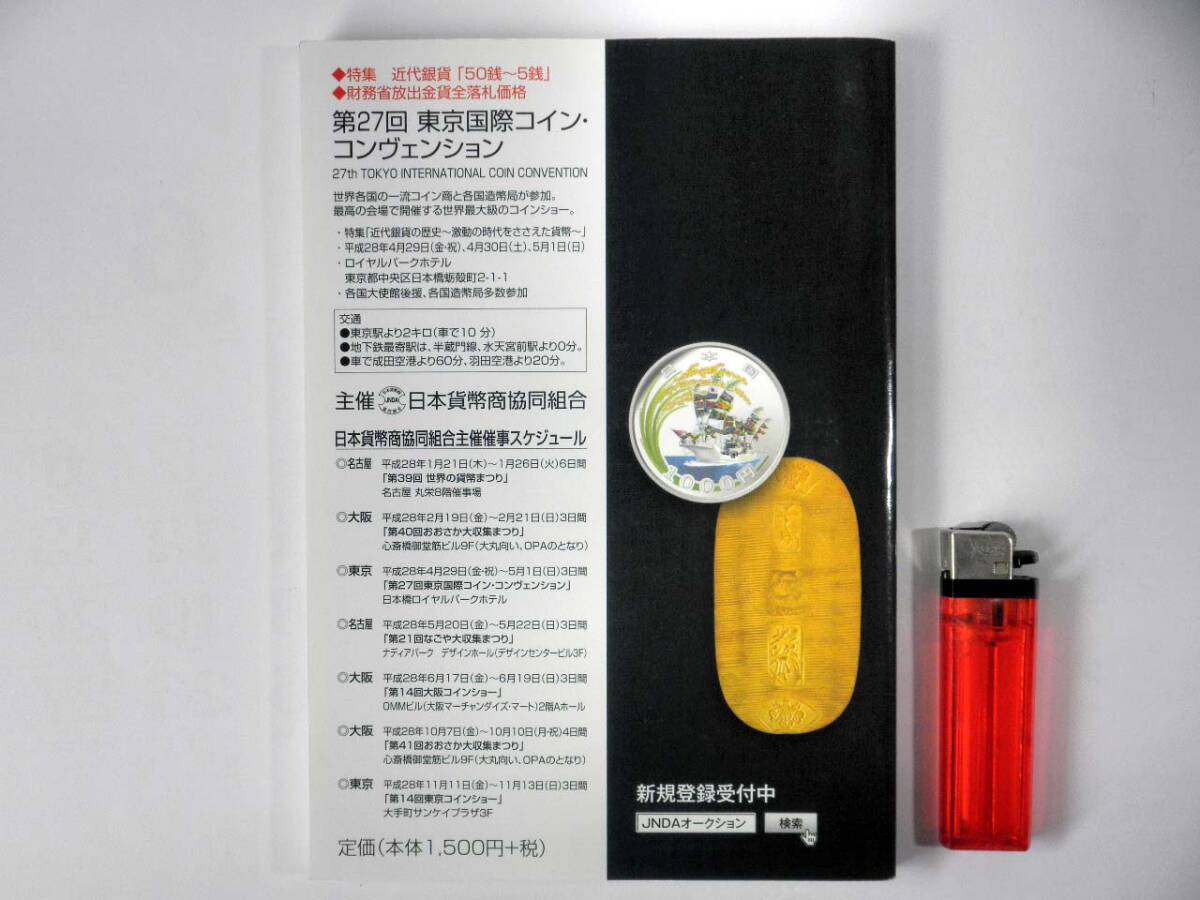 ◆特集　近代銀貨「50銭～5銭」
◆財務省放出金貨全落札価格
第27回 東京国際コイン・
コンヴェンション
27th TOKYO INTERNATIONAL COIN CONVENTION
世界各国の一流コイン商と各国造幣局が参加。
最高の会場で開催する世界最大級のコインショー。
・特集「近代銀貨の歴史～激動の時代をささえた貨幣～」
・平成28年4月29日(金・祝)、4月30日(土)、5月1日(日)
・ロイヤルパークホテル
東京都中央区日本橋蛎殻町2-1-1
・各国大使館後援、各国造幣局多数参加
交通
●東京駅より2キロ(車で10分)
●地下鉄最寄駅は、半蔵門線、水天宮前駅より0分。
●車で成田空港より60分、羽田空港より20分。
主催 JNDA 日本貨幣商協同組合
日本貨幣商協同組合主催催事スケジュール
◎名古屋 平成28年1月21日(木)～1月26日(火)6日間
「第39回 世界の貨幣まつり」
名古屋 丸栄8階催事場
◎大阪 平成28年2月19日(金)～2月21日(日)3日間
「第40回おおさか大収集まつり」
心斎橋御堂筋ビル9F(大丸向い、OPAのとなり)
◎東京 平成28年4月29日(金・祝)～5月1日(日)3日間
「第27回東京国際コイン・コンヴェンション」
日本橋ロイヤルパークホテル
◎名古屋 平成28年5月20日(金)～5月22日(日)3日間
「第21回なごや大収集まつり」
ナディアパーク　デザインホール(デザインセンタービル3F)
◎大阪 平成28年6月17日(金)～6月19日(日)3日間
「第14回大阪コインショー」
OMMビル(大阪マーチャンダイズ・マート)2階Aホール
◎大阪 平成28年10月7日(金)～10月10日(月・祝)4日間
「第41回おおさか大収集まつり」
心斎橋御堂筋ビル9F(大丸向い、OPAのとなり)
◎東京 平成28年11月11日(金)～11月13日(日)3日間
「第14回東京コインショー」
大手町サンケイプラザ3F
定価(本体1,500円+税)
日本国
1000円
新規登録受付中
JNDAオークション 検索